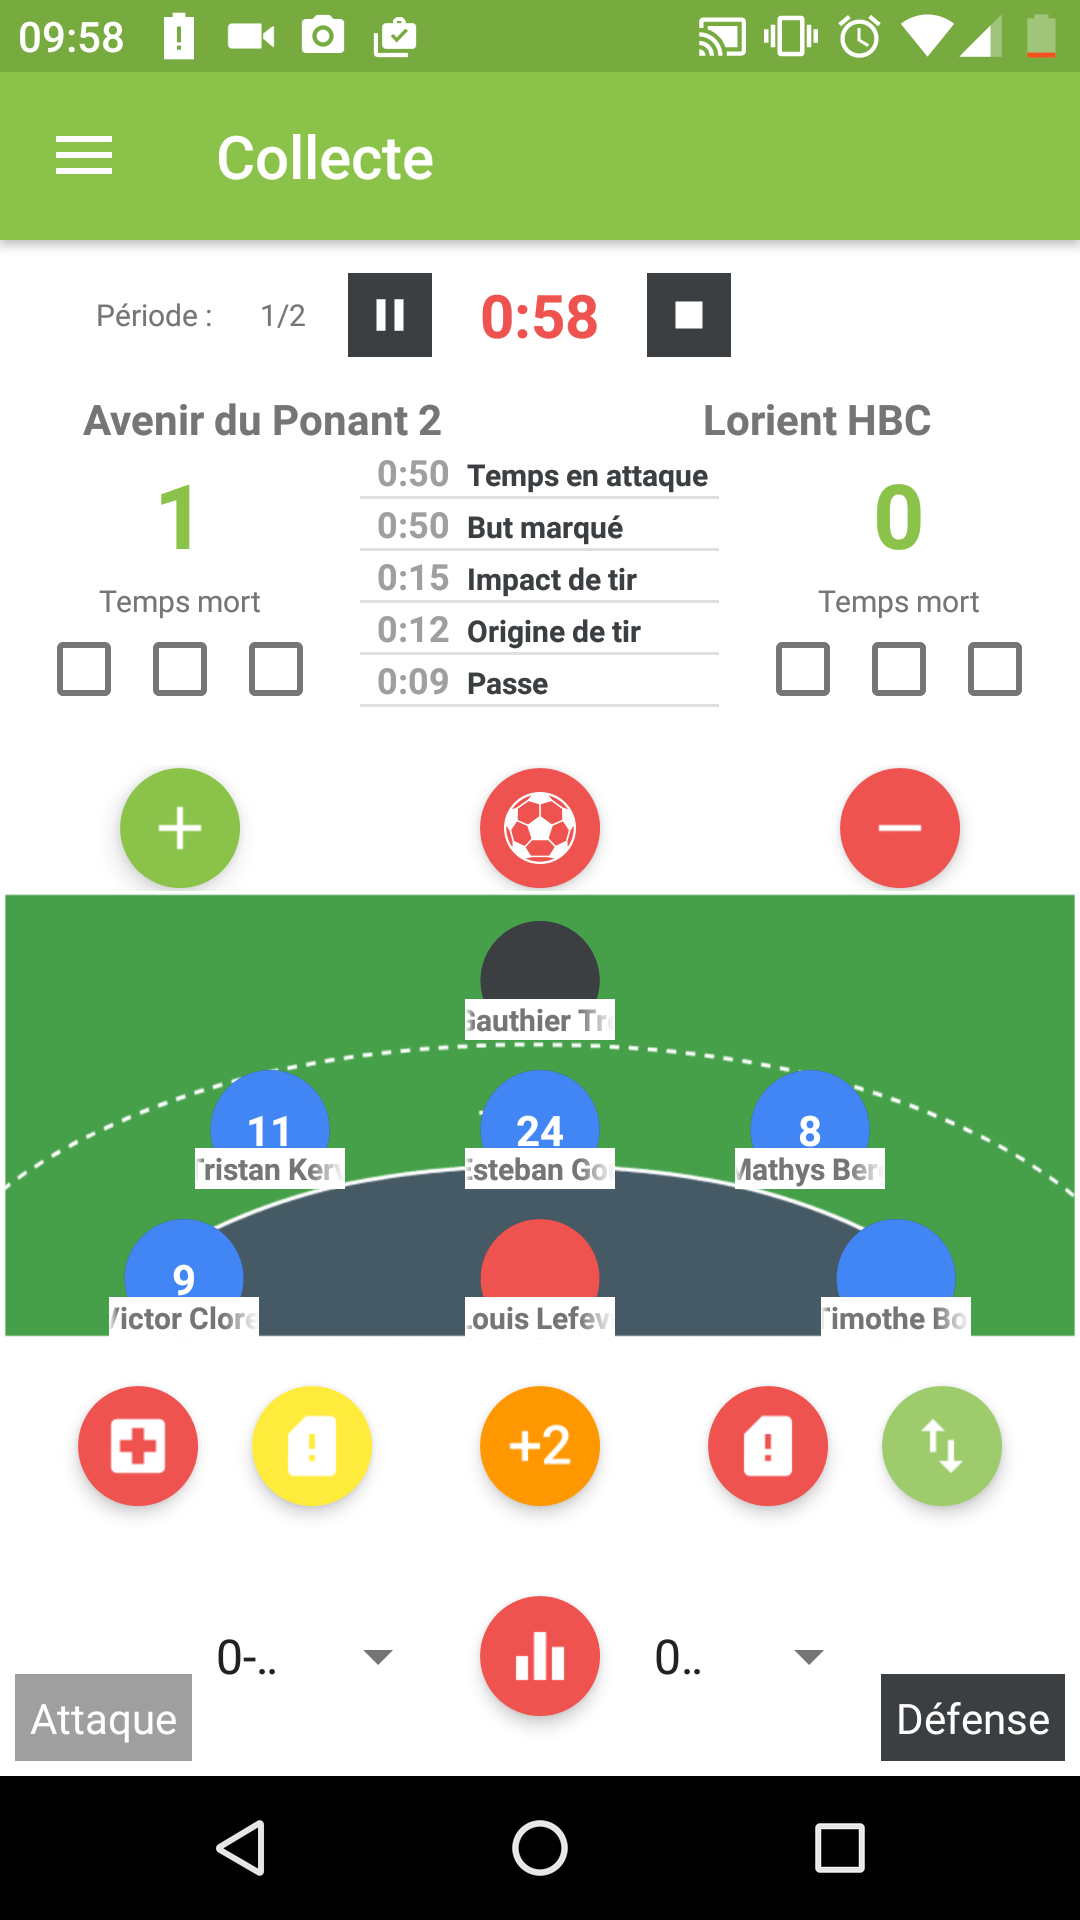 09:58
Collecte
Période : 1/2 0:58
Avenir du Ponant 2 Lorient HBC
1 0
0:50 Temps en attaque
0:50 But marqué
0:15 Impact de tir
0:12 Origine de tir
0:09 Passe
Temps mort Temps mort
Gauthier Tr
11 24 8
Tristan Kerv Esteban Go Mathys Ber
9
Victor Clore Louis Lefev Timothe Bo
+2
0-.. 0..
Attaque Défense